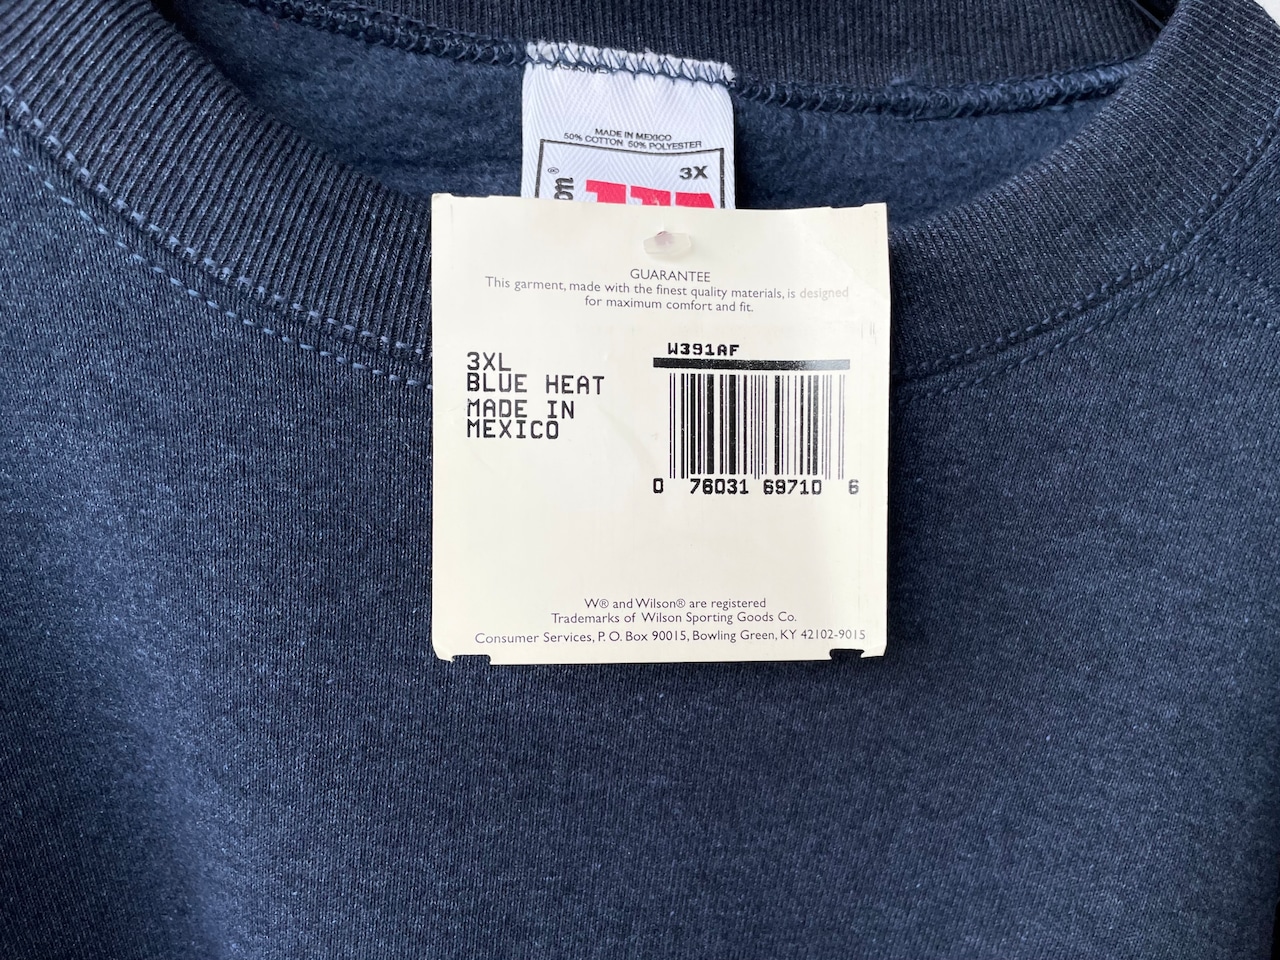 MADE IN MEXICO
50% COTTON 50% POLYESTER
3X
®
on
GUARANTEE
This garment, made with the finest quality materials, is designed
for maximum comfort and fit.
W391AF
3XL
BLUE HEAT
MADE IN
MEXICO
0 76031 69710 6
W® and Wilson® are registered
Trademarks of Wilson Sporting Goods Co.
Consumer Services, P. O. Box 90015, Bowling Green, KY 42102-9015